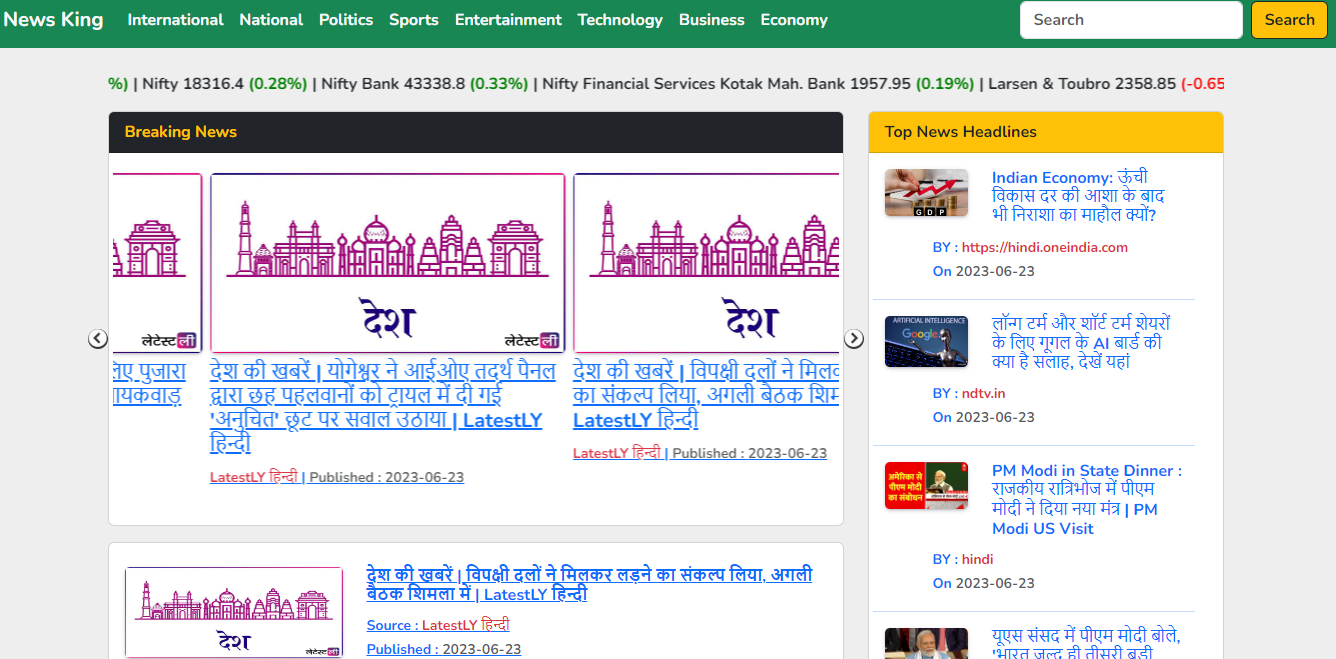 News King International National Politics Sports Entertainment Technology Business Economy Search Search
%) | Nifty 18316.4 (0.28%) | Nifty Bank 43338.8 (0.33%) | Nifty Financial Services Kotak Mah. Bank 1957.95 (0.19%) | Larsen & Toubro 2358.85 (-0.65
Breaking News
देश
लेटेस्टली
लेटेस्टली
देश
पुजारा
देश की खबरें | योगेश्वर ने आईओए तदर्थ पैनल
द्वारा छह पहलवानों को ट्रायल में दी गई
'अनुचित' छूट पर सवाल उठाया | LatestLY
हिन्दी
LatestLY हिन्दी | Published : 2023-06-23
देश की खबरें | विपक्षी दलों ने
का संकल्प लिया, अगली बैठक
LatestLY हिन्दी
LatestLY हिन्दी | Published : 2023-06-23
देश
लेटेस्टली
देश की खबरें | विपक्षी दलों ने मिलकर लड़ने का संकल्प लिया, अगली
बैठक शिमला में | LatestLY हिन्दी
Source : LatestLY हिन्दी
Published : 2023-06-23
Top News Headlines
GDP
Indian Economy: ऊंची
विकास दर की आशा के बाद
भी निराशा का माहौल क्यों?
BY : https://hindi.oneindia.com
On 2023-06-23
ARTIFICIAL INTELLIGENCE
Google
लॉन्ग टर्म और शॉर्ट टर्म शेयरों
के लिए गूगल के AI बार्ड की
क्या है सलाह, देखें यहां
BY : ndtv.in
On 2023-06-23
अमेरिका से
पीएम मोदी
का संबोधन
PM Modi in State Dinner :
राजकीय रात्रिभोज में पीएम
मोदी ने दिया नया मंत्र | PM
Modi US Visit
BY : hindi
On 2023-06-23
यूएस संसद में पीएम मोदी बोले,
'भारत जल्द ही तीसरी बड़ी